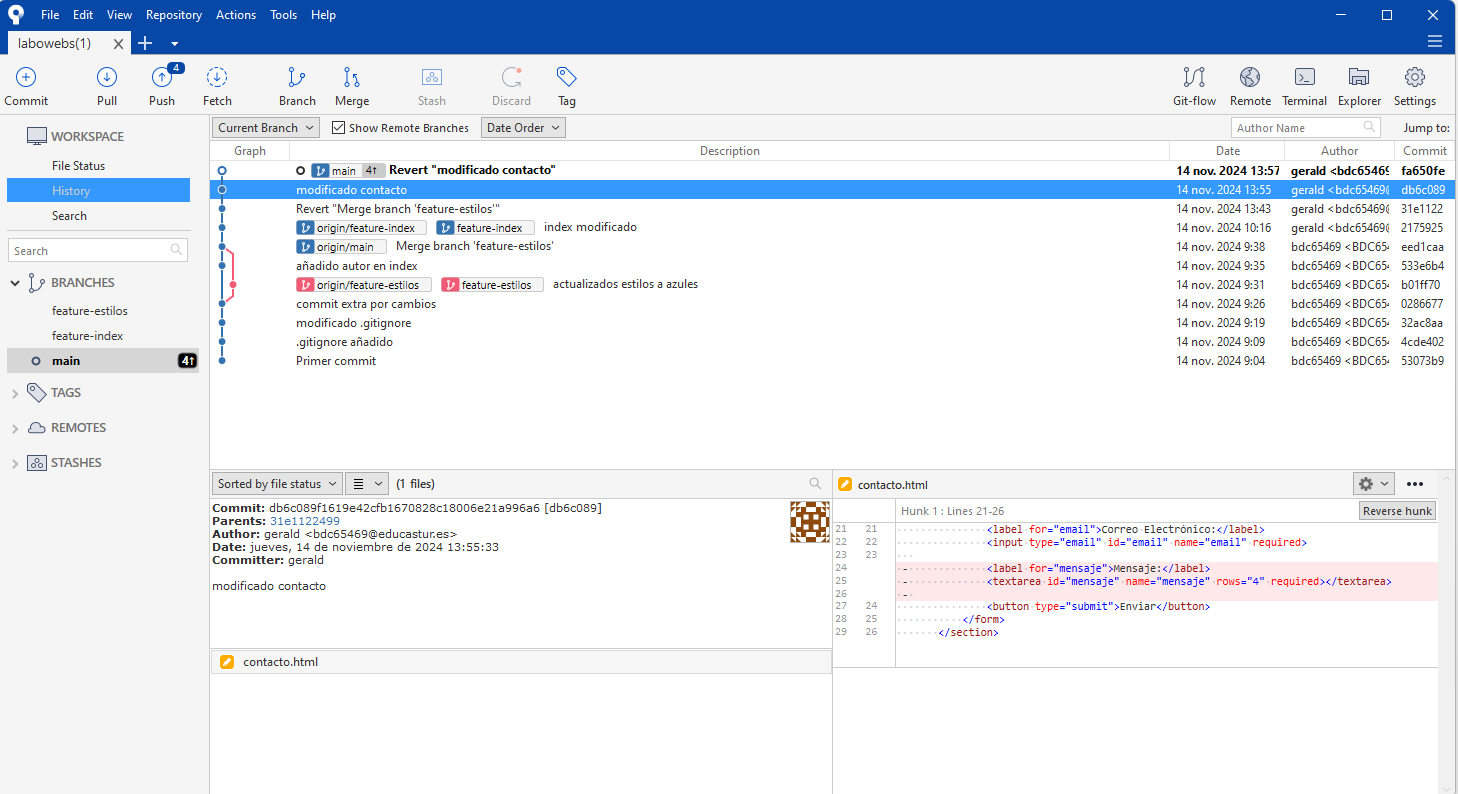 File Edit View Repository Actions Tools Help
labowebs(1)
4
Commit Pull Push Fetch Branch Merge Stash Discard Tag Git-flow Remote Terminal Explorer Settings
WORKSPACE
File Status
History
Search
Search
BRANCHES
feature-estilos
feature-index
main 4↑
TAGS
REMOTES
STASHES
Current Branch Show Remote Branches Date Order Author Name Jump to:
Graph Description Date Author Commit
main 4↑ Revert "modificado contacto" 14 nov. 2024 13:57 gerald <bdc65469 fa650fe
modificado contacto 14 nov. 2024 13:55 gerald <bdc65469@ db6c089
Revert "Merge branch 'feature-estilos'" 14 nov. 2024 13:43 gerald <bdc65469@ 31e1122
origin/feature-index feature-index index modificado 14 nov. 2024 10:16 gerald <bdc65469@ 2175925
origin/main Merge branch 'feature-estilos' 14 nov. 2024 9:38 bdc65469 <BDC654 eed1caa
añadido autor en index 14 nov. 2024 9:35 bdc65469 <BDC654 533e6b4
origin/feature-estilos feature-estilos actualizados estilos a azules 14 nov. 2024 9:31 bdc65469 <BDC654 b01ff70
commit extra por cambios 14 nov. 2024 9:26 bdc65469 <BDC654 0286677
modificado .gitignore 14 nov. 2024 9:19 bdc65469 <BDC654 32ac8aa
.gitignore añadido 14 nov. 2024 9:09 bdc65469 <BDC654 4cde402
Primer commit 14 nov. 2024 9:04 bdc65469 <BDC654 53073b9
Sorted by file status (1 files)
Commit: db6c089f1619e42cfb1670828c18006e21a996a6 [db6c089]
Parents: 31e1122499
Author: gerald <bdc65469@educastur.es>
Date: jueves, 14 de noviembre de 2024 13:55:33
Committer: gerald
modificado contacto
contacto.html
contacto.html
Hunk 1 : Lines 21-26 Reverse hunk
21 21 <label for="email">Correo Electrónico:</label>
22 22 <input type="email" id="email" name="email" required>
23 23
24 - <label for="mensaje">Mensaje:</label>
25 - <textarea id="mensaje" name="mensaje" rows="4" required></textarea>
26 -
27 24 <button type="submit">Enviar</button>
28 25 </form>
29 26 </section>